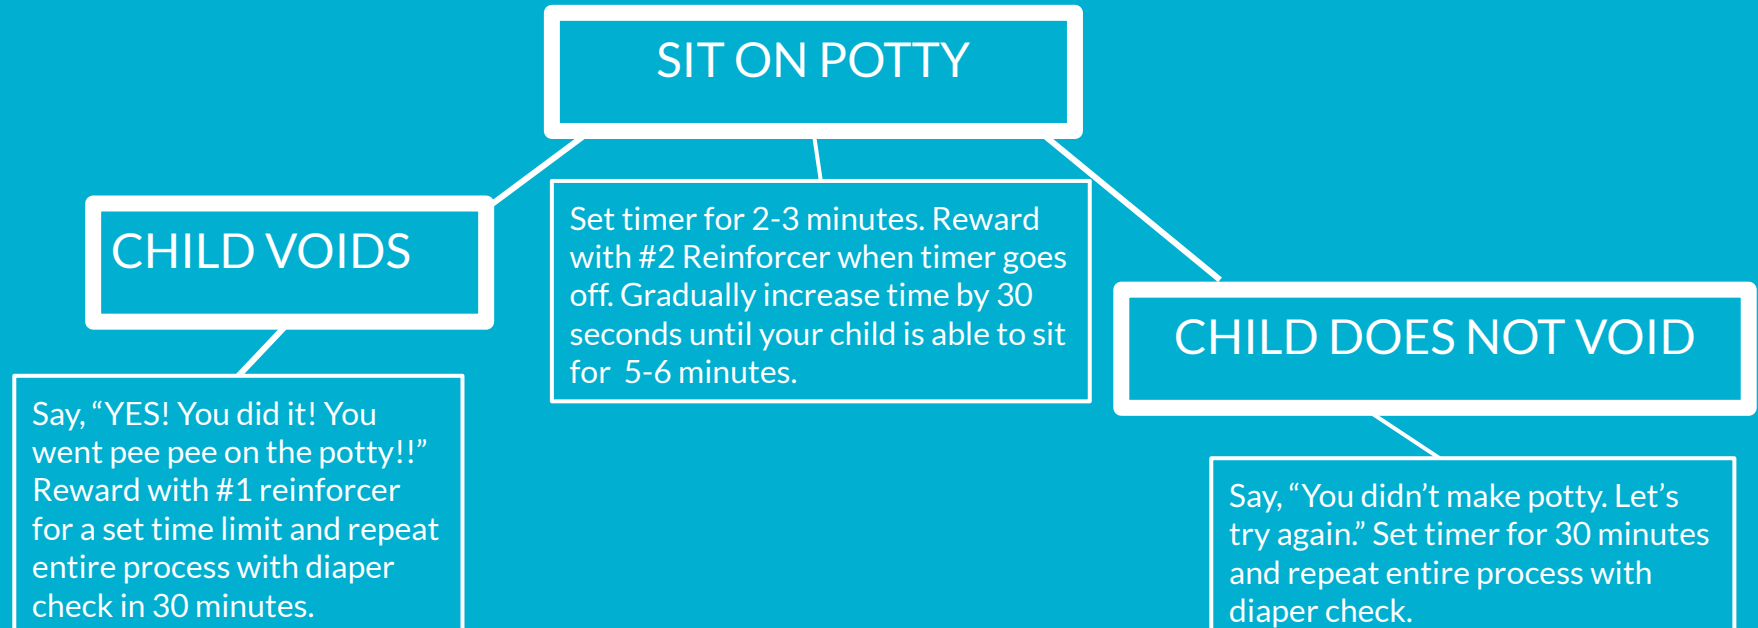 SIT ON POTTY
CHILD VOIDS
Set timer for 2-3 minutes. Reward
with #2 Reinforcer when timer goes
off. Gradually increase time by 30
seconds until your child is able to sit
for 5-6 minutes.
CHILD DOES NOT VOID
Say, “YES! You did it! You
went pee pee on the potty!!”
Reward with #1 reinforcer
for a set time limit and repeat
entire process with diaper
check in 30 minutes.
Say, “You didn’t make potty. Let’s
try again.” Set timer for 30 minutes
and repeat entire process with
diaper check.